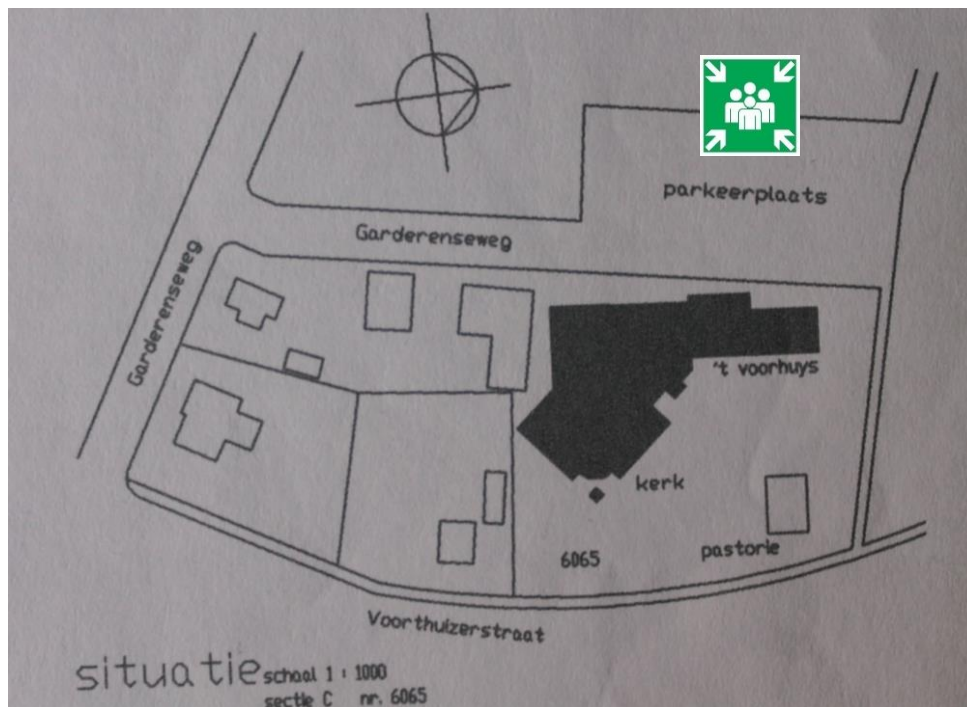 parkeerplaats
Garderenseweg
Garderenseweg
't voorhuys
kerk
pastorie
6065
Voorthuizerstraat
situatie schaal 1 : 1000
sectie C nr. 6065